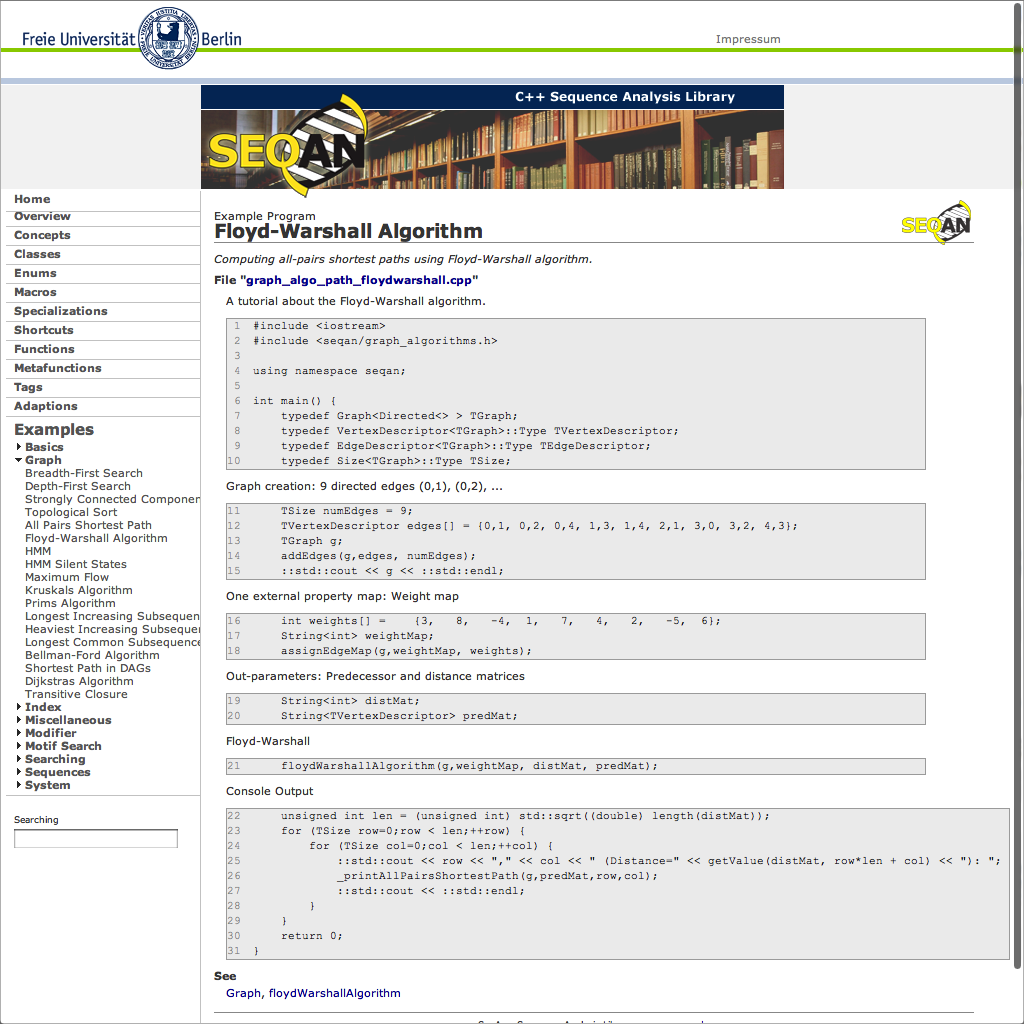 Freie Universität Berlin
Impressum
C++ Sequence Analysis Library
SEQAN
Home
Overview
Concepts
Classes
Enums
Macros
Specializations
Shortcuts
Functions
Metafunctions
Tags
Adaptions
Examples
Basics
Graph
Breadth-First Search
Depth-First Search
Strongly Connected Componen
Topological Sort
All Pairs Shortest Path
Floyd-Warshall Algorithm
HMM
HMM Silent States
Maximum Flow
Kruskals Algorithm
Prims Algorithm
Longest Increasing Subsequen
Heaviest Increasing Subsequen
Longest Common Subsequence
Bellman-Ford Algorithm
Shortest Path in DAGs
Dijkstras Algorithm
Transitive Closure
Index
Miscellaneous
Modifier
Motif Search
Searching
Sequences
System
Searching
Example Program
Floyd-Warshall Algorithm
SEQAN
Computing all-pairs shortest paths using Floyd-Warshall algorithm.
File "graph_algo_path_floydwarshall.cpp"
A tutorial about the Floyd-Warshall algorithm.
1 #include <iostream>
2 #include <seqan/graph_algorithms.h>
3
4 using namespace seqan;
5
6 int main() {
7     typedef Graph<Directed<> > TGraph;
8     typedef VertexDescriptor<TGraph>::Type TVertexDescriptor;
9     typedef EdgeDescriptor<TGraph>::Type TEdgeDescriptor;
10     typedef Size<TGraph>::Type TSize;
Graph creation: 9 directed edges (0,1), (0,2), ...
11     TSize numEdges = 9;
12     TVertexDescriptor edges[] = {0,1, 0,2, 0,4, 1,3, 1,4, 2,1, 3,0, 3,2, 4,3};
13     TGraph g;
14     addEdges(g,edges, numEdges);
15     ::std::cout << g << ::std::endl;
One external property map: Weight map
16     int weights[] =    {3,   8,   -4,  1,   7,   4,   2,   -5,  6};
17     String<int> weightMap;
18     assignEdgeMap(g,weightMap, weights);
Out-parameters: Predecessor and distance matrices
19     String<int> distMat;
20     String<TVertexDescriptor> predMat;
Floyd-Warshall
21     floydWarshallAlgorithm(g,weightMap, distMat, predMat);
Console Output
22     unsigned int len = (unsigned int) std::sqrt((double) length(distMat));
23     for (TSize row=0;row < len;++row) {
24         for (TSize col=0;col < len;++col) {
25             ::std::cout << row << "," << col << " (Distance=" << getValue(distMat, row*len + col) << "): ";
26             _printAllPairsShortestPath(g,predMat,row,col);
27             ::std::cout << ::std::endl;
28         }
29     }
30     return 0;
31 }
See
Graph, floydWarshallAlgorithm